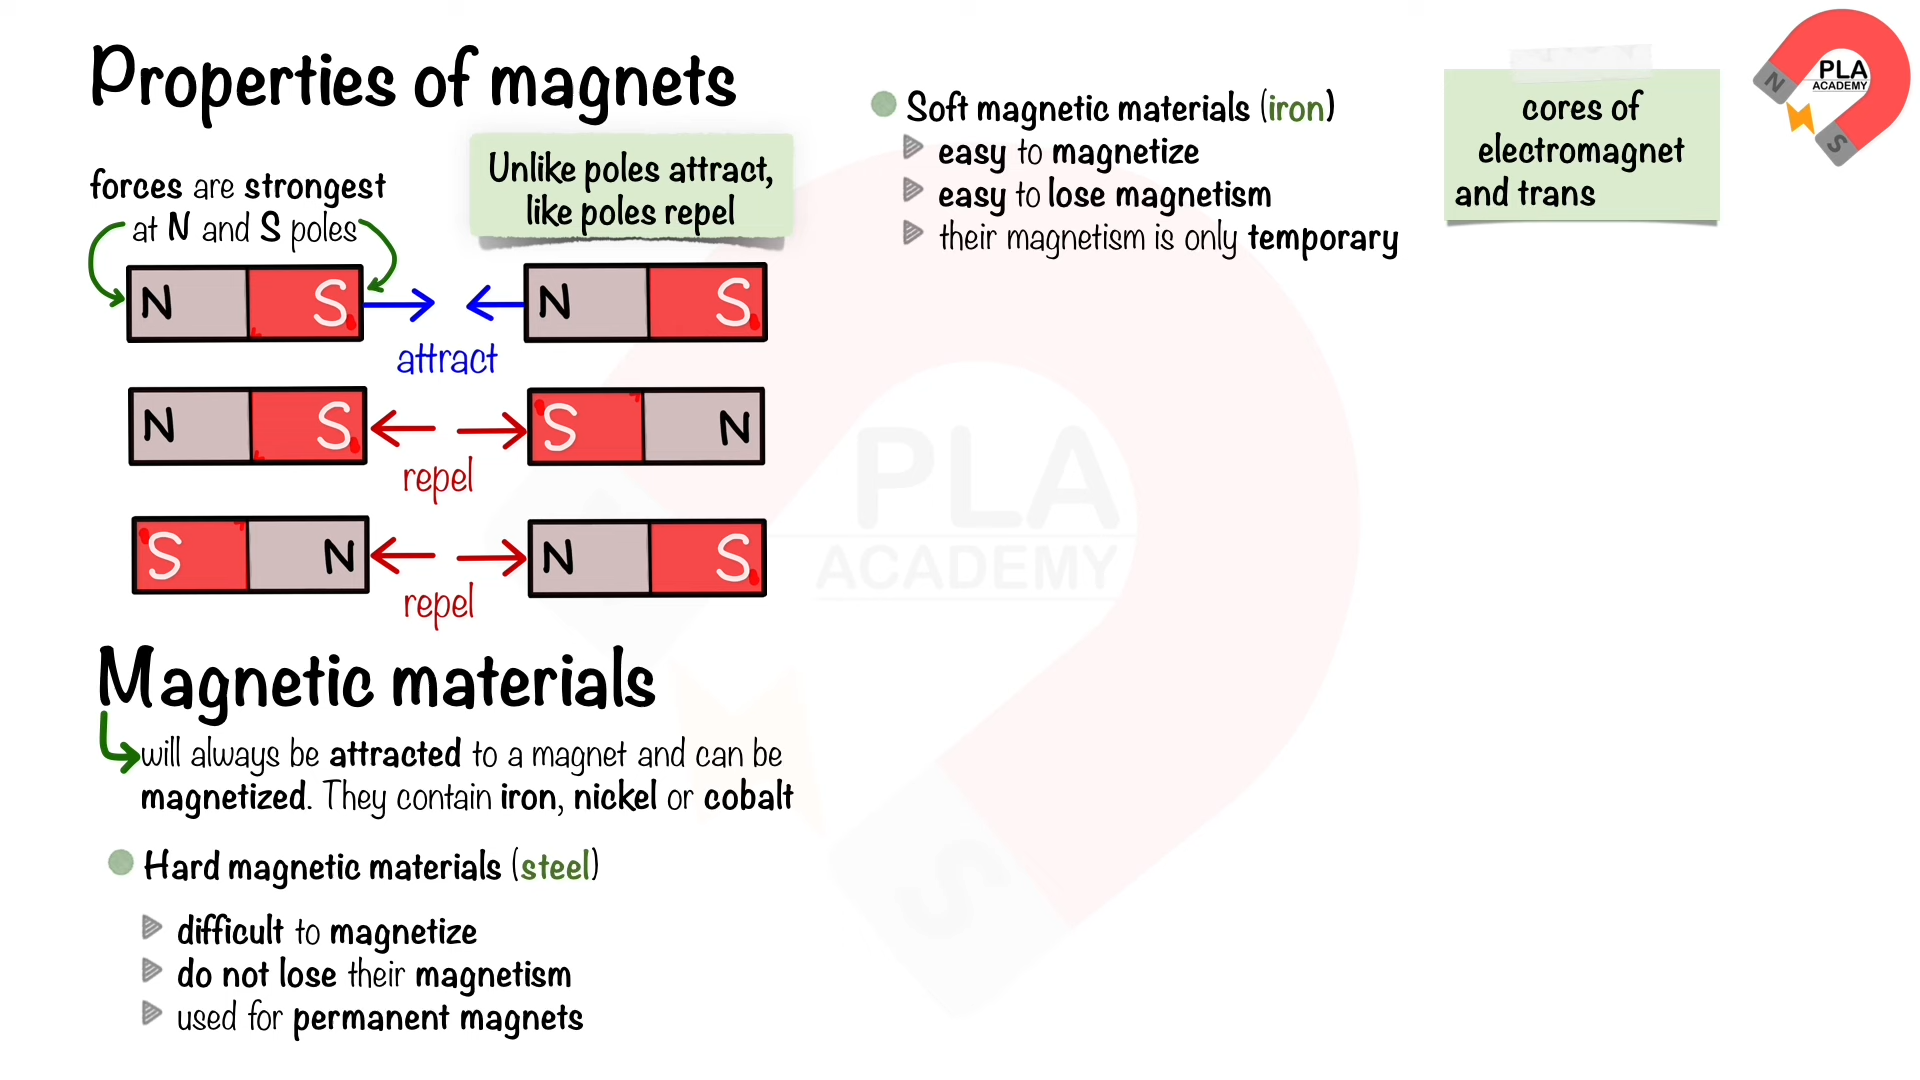 Properties of magnets
forces are strongest
at N and S poles
Unlike poles attract,
like poles repel
N S N S
attract
N S S N
repel
S N N S
repel
Magnetic materials
will always be attracted to a magnet and can be
magnetized. They contain iron, nickel or cobalt
Hard magnetic materials (steel)
difficult to magnetize
do not lose their magnetism
used for permanent magnets
Soft magnetic materials (iron)
easy to magnetize
easy to lose magnetism
their magnetism is only temporary
cores of
electromagnet
and trans
N
PLA
ACADEMY
S
PLA
ACADEMY
S